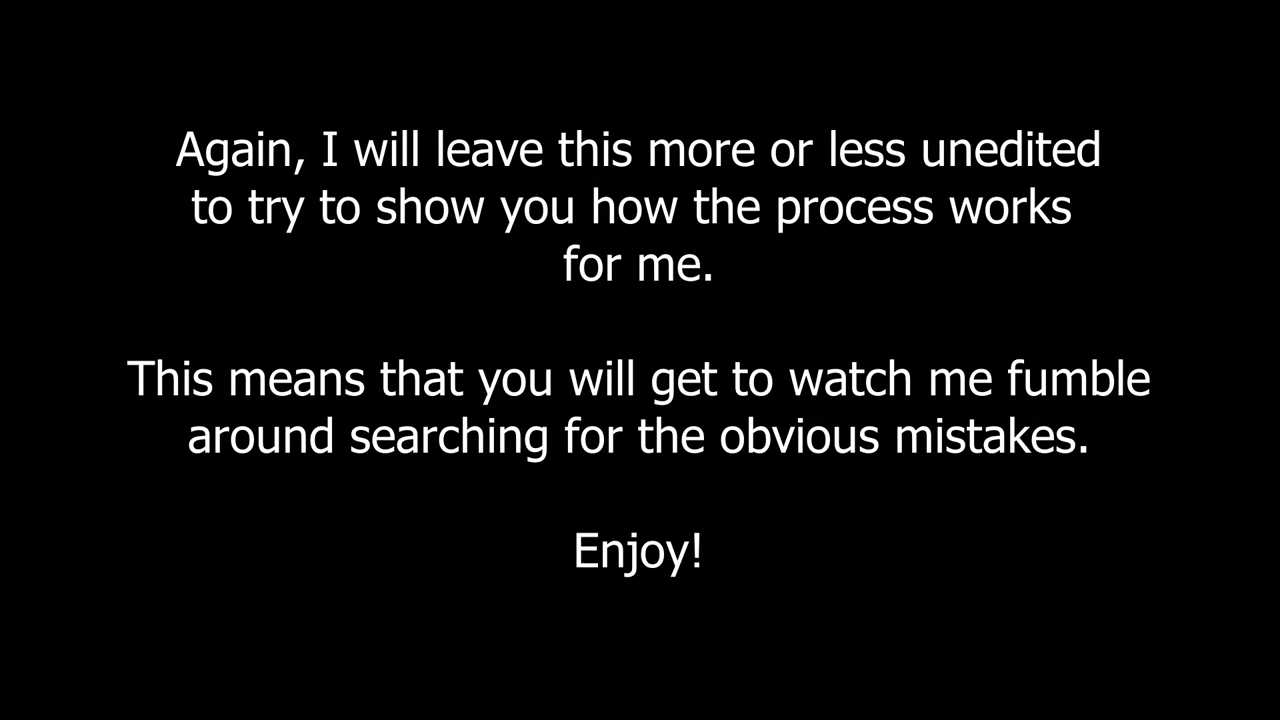 Again, I will leave this more or less unedited
to try to show you how the process works
for me.
This means that you will get to watch me fumble
around searching for the obvious mistakes.
Enjoy!